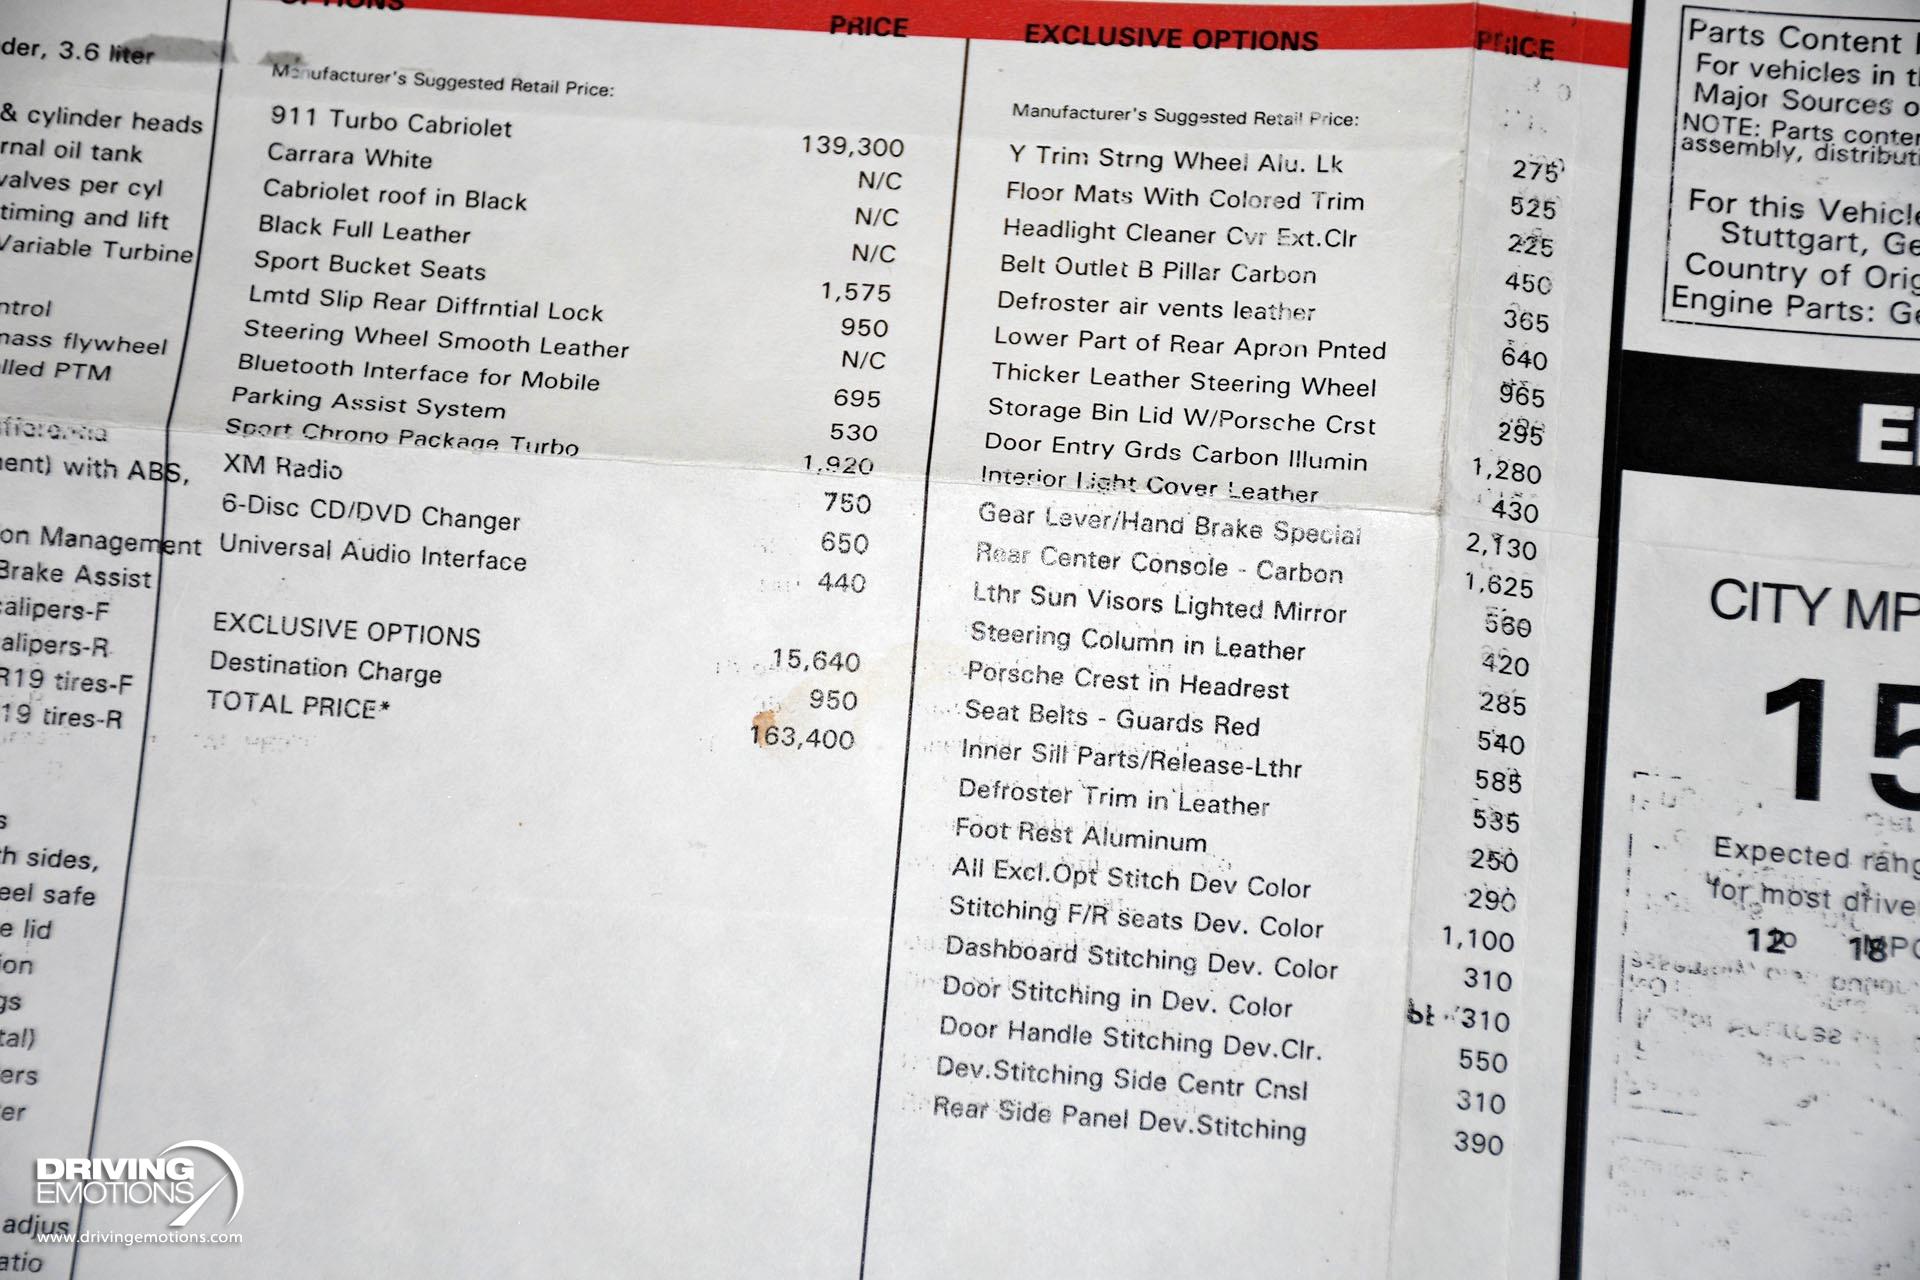 der, 3.6 liter
& cylinder heads
rnal oil tank
valves per cyl
timing and lift
Variable Turbine
ntrol
mass flywheel
lled PTM
ent) with ABS,
on Management
Brake Assist
calipers-F
alipers-R
R19 tires-F
19 tires-R
s
h sides,
eel safe
e lid
ion
gs
tal)
ers
er
adjus
atio
OPTIONS PRICE
Manufacturer's Suggested Retail Price:
911 Turbo Cabriolet 139,300
Carrara White N/C
Cabriolet roof in Black N/C
Black Full Leather N/C
Sport Bucket Seats 1,575
Lmtd Slip Rear Diffrntial Lock 950
Steering Wheel Smooth Leather N/C
Bluetooth Interface for Mobile 695
Parking Assist System 530
Sport Chrono Package Turbo 1,920
XM Radio 750
6-Disc CD/DVD Changer 650
Universal Audio Interface 440
EXCLUSIVE OPTIONS 15,640
Destination Charge 950
TOTAL PRICE* 163,400
EXCLUSIVE OPTIONS PRICE
Manufacturer's Suggested Retail Price:
Y Trim Strng Wheel Alu. Lk 275
Floor Mats With Colored Trim 525
Headlight Cleaner Cvr Ext.Clr 225
Belt Outlet B Pillar Carbon 450
Defroster air vents leather 365
Lower Part of Rear Apron Pnted 640
Thicker Leather Steering Wheel 965
Storage Bin Lid W/Porsche Crst 295
Door Entry Grds Carbon Illumin 1,280
Interior Light Cover Leather 430
Gear Lever/Hand Brake Special 2,130
Rear Center Console - Carbon 1,625
Lthr Sun Visors Lighted Mirror 560
Steering Column in Leather 420
Porsche Crest in Headrest 285
Seat Belts - Guards Red 540
Inner Sill Parts/Release-Lthr 585
Defroster Trim in Leather 535
Foot Rest Aluminum 250
All Excl.Opt Stitch Dev Color 290
Stitching F/R seats Dev. Color 1,100
Dashboard Stitching Dev. Color 310
Door Stitching in Dev. Color 310
Door Handle Stitching Dev.Clr. 550
Dev.Stitching Side Centr Cnsl 310
Rear Side Panel Dev.Stitching 390
Parts Content
For vehicles in t
Major Sources o
NOTE: Parts conten
assembly, distributi
For this Vehicle
Stuttgart, Ge
Country of Orig
Engine Parts: Ge
E
CITY MP
15
Expected rang
for most drive
12 18 MPG
DRIVING
EMOTIONS
www.drivingemotions.com